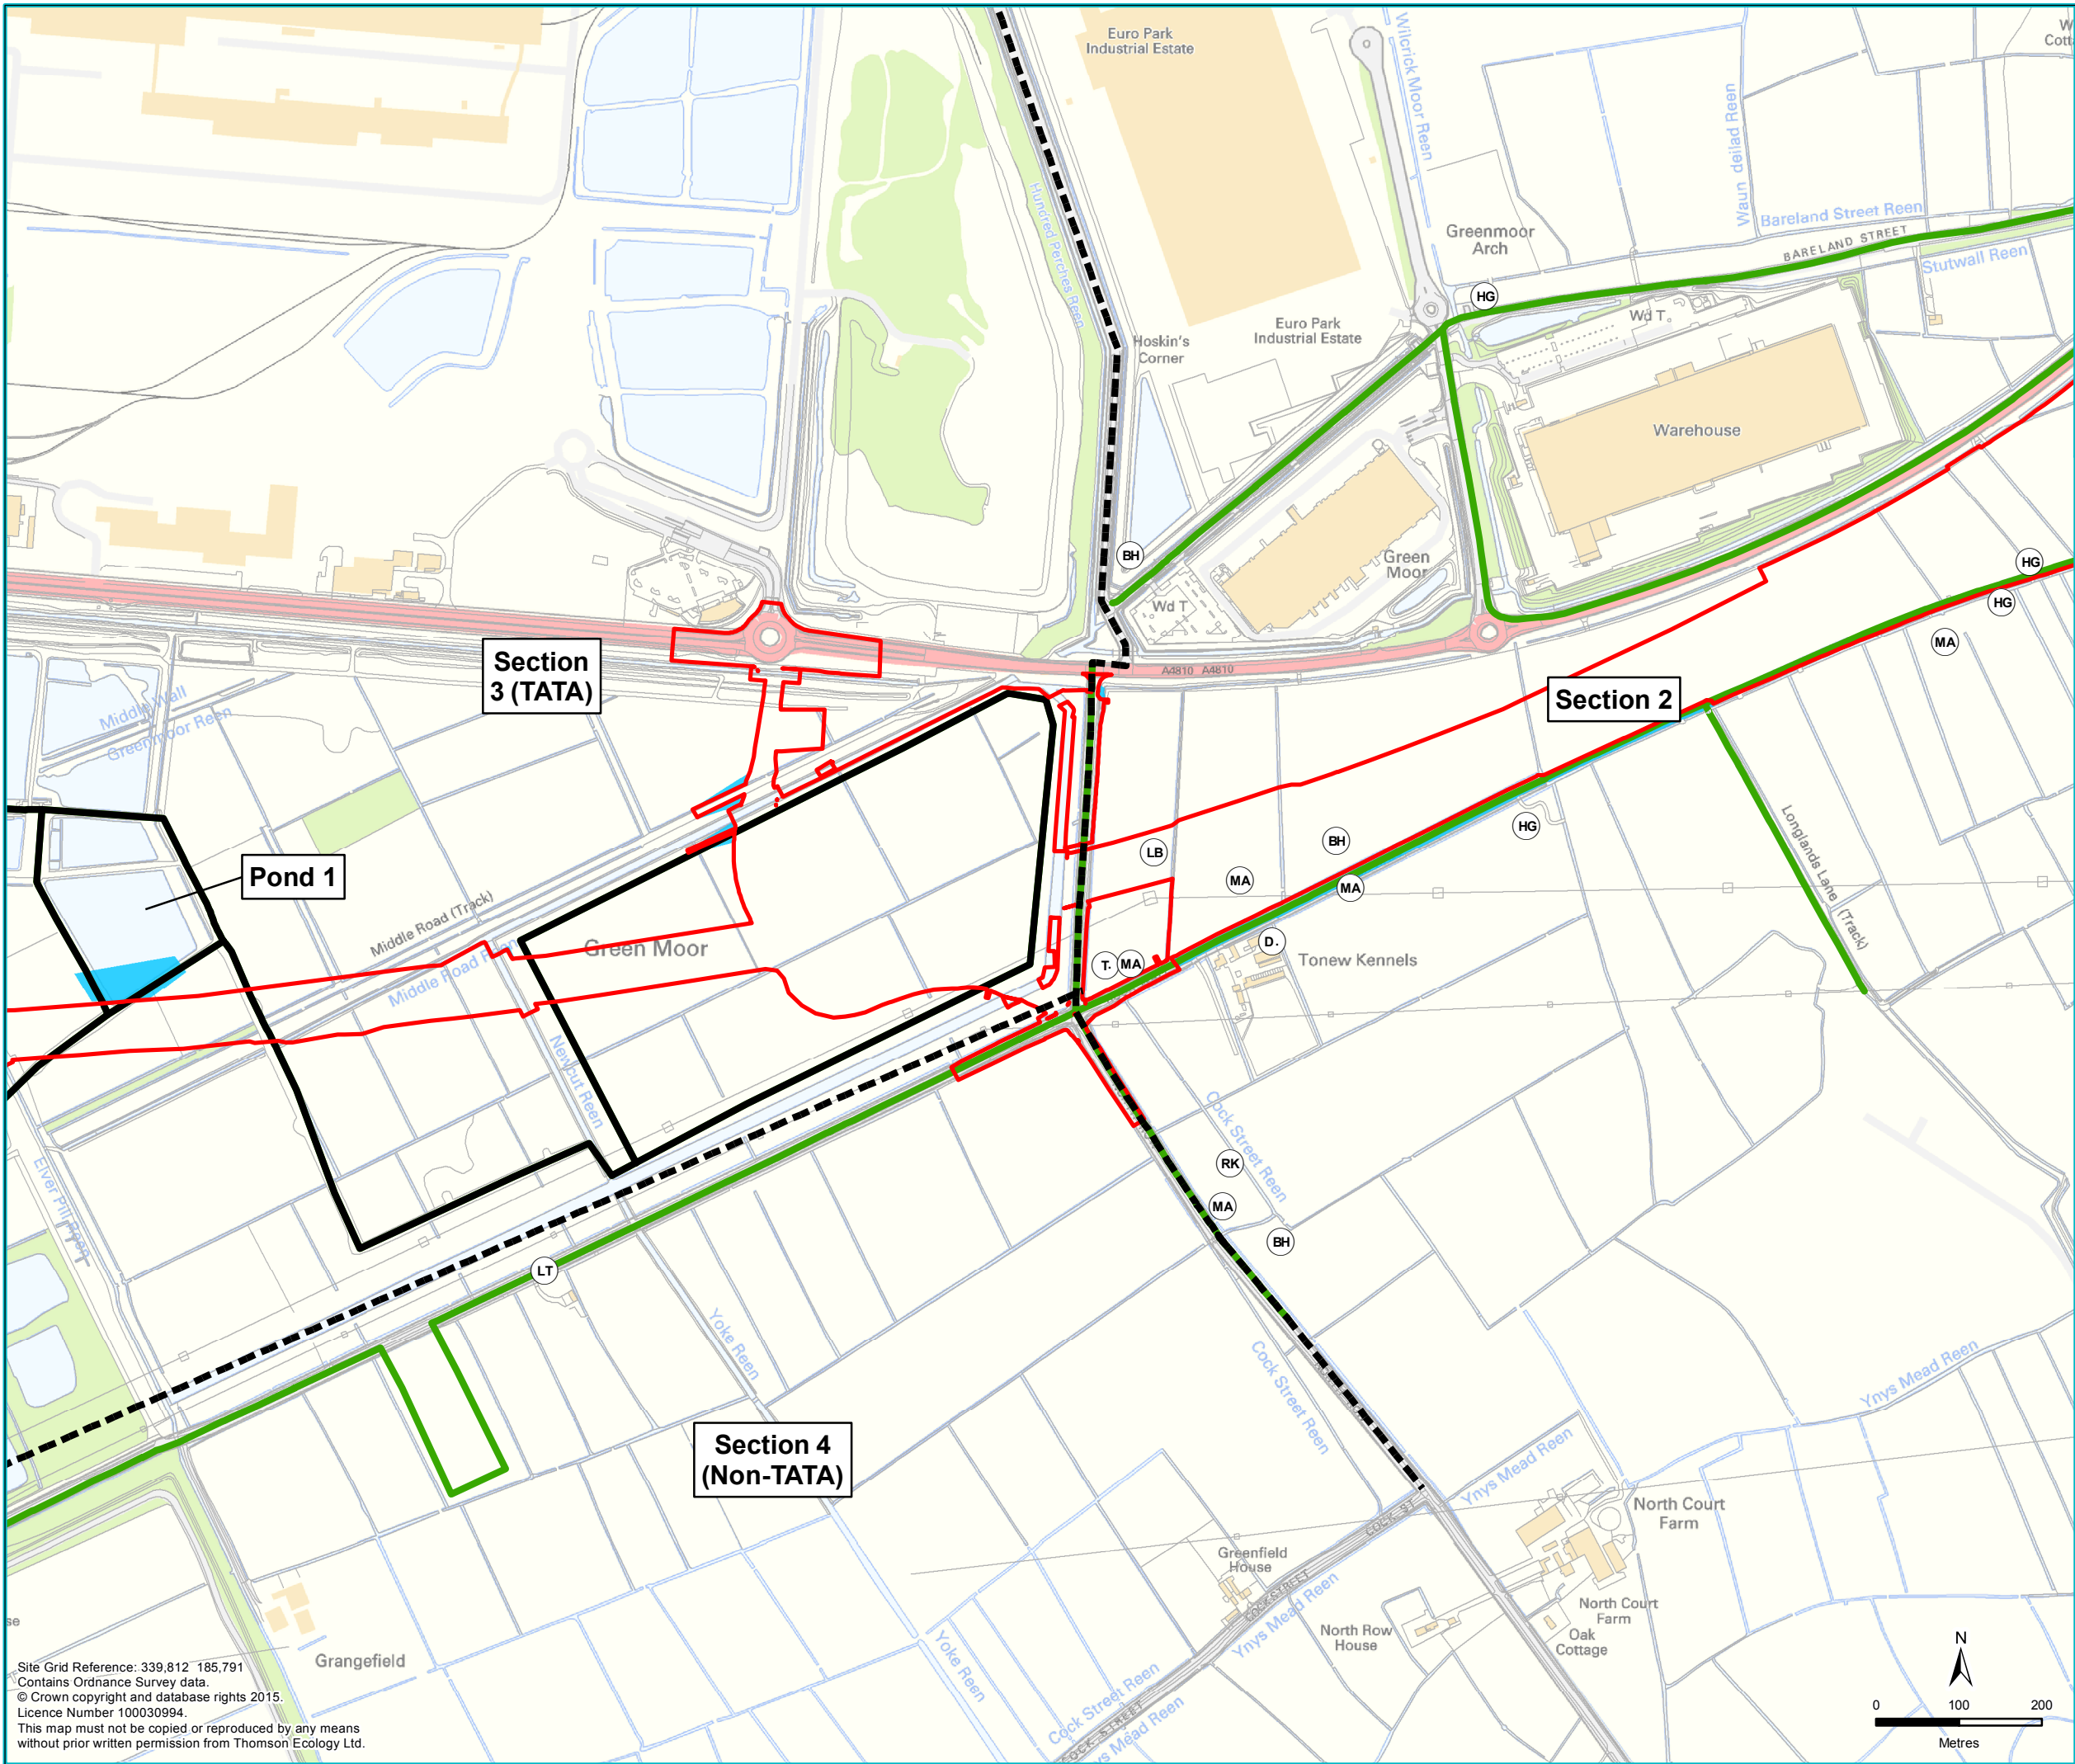 Euro Park
Industrial Estate
Wilcrick Moor Reen
Waun deilad Reen
Bareland Street Reen
BARELAND STREET
Stutwall Reen
Hundred Perches Reen
Greenmoor
Arch
HG
Wd T.
Hoskin's
Corner
Euro Park
Industrial Estate
Warehouse
BH
Green
Moor
Wd T
HG
HG
MA
Section
3 (TATA)
A4810 A4810
Section 2
Middle Wall
Greenmoor Reen
Pond 1
LB
BH
HG
MA
MA
Longlands Lane (Track)
Middle Road (Track)
Green Moor
Middle Road
D.
T.
MA
Tonew Kennels
Newcut Reen
Cock Street Reen
Elver Pill Reen
RK
MA
BH
LT
Yoke Reen
Cock Street Reen
Ynys Mead Reen
Section 4
(Non-TATA)
Ynys Mead Reen
COCK ST
North Court
Farm
Greenfield
House
COCK STREET
Ynys Mead Reen
North Court
Farm
North Row
House
Oak
Cottage
Grangefield
Yoke Reen
Cock Street Reen
COCK STREET
Ynys Mead Reen
Site Grid Reference: 339,812 185,791
Contains Ordnance Survey data.
© Crown copyright and database rights 2015.
Licence Number 100030994.
This map must not be copied or reproduced by any means
without prior written permission from Thomson Ecology Ltd.
N
0 100 200
Metres